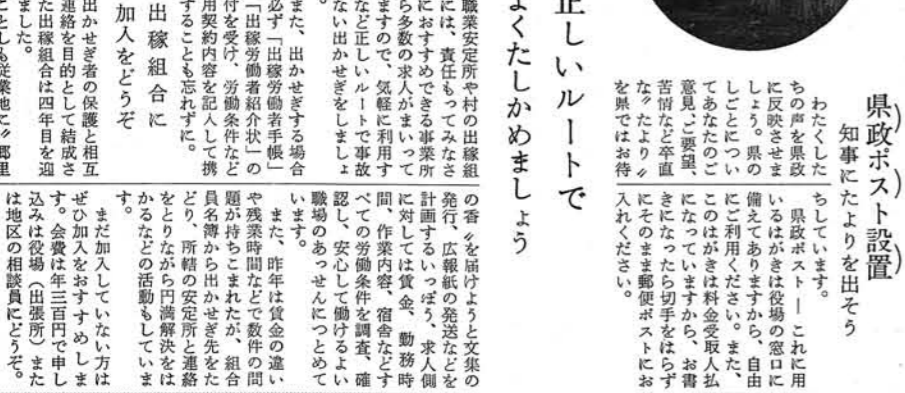 県政ポスト設置
知事にたよりを出そう
わたくした
ちの声を県政
に反映させま
しょう。県の
しごとについ
てあなたのご
意見、ご要望、
苦情など卒直
な〃たより〃
を県ではお待
ちしています。
県政ポスト ― これに用
いるはがきは役場の窓口に
備えてありますから、自由
にご利用ください。また、
このはがきは料金受取人払
になっていますから、お書
きになったら切手をはらず
にそのまま郵便ポストにお
入れください。
正しいルートで
よくたしかめましょう
職業安定所や村の出稼組
には、責任もってみなさ
におすすめできる事業所
ら多数の求人がまいって
ますので、気軽に利用す
など正しいルートで事故
ない出かせぎをしましょ
。
また、出かせぎする場合
必ず「出稼労働者手帳」
「出稼労働者紹介状」の
付を受け、労働条件など
用契約内容を記入して携
することも忘れずに。
出稼組合に
加入をどうぞ
出かせぎ者の保護と相互
連絡を目的として結成さ
た出稼組合は四年目を迎
ました。
ことしも従業地に〃郷里
の香〃を届けようと文集の
発行、広報紙の発送などを
計画するいっぽう、求人側
に対しては賃金、勤務時
間、作業内容、宿舎などす
べての労働条件を調査、確
認し、安心して働けるよい
職場のあっせんにつとめて
います。
また、昨年は賃金の違い
や残業時間などで数件の問
題が持ちこまれたが、組合
員名簿から出かせぎ先をた
どり、所轄の安定所と連絡
をとりながら円満解決をは
かるなどの活動もしていま
す。
まだ加入していない方は
ぜひ加入をおすすめしま
す。会費は年三百円で申し
込みは役場（出張所）また
は地区の相談員にどうぞ。